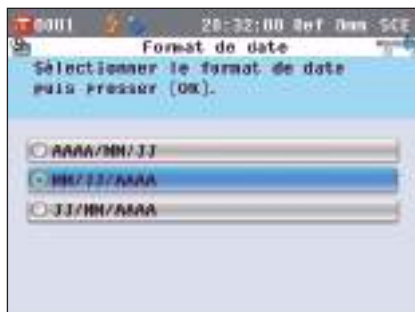 0001 20:32:00 Ref 0mm SCE
Format de date
Sélectionner le format de date
puis presser [OK].
AAAA/MM/JJ
MM/JJ/AAAA
JJ/MM/AAAA